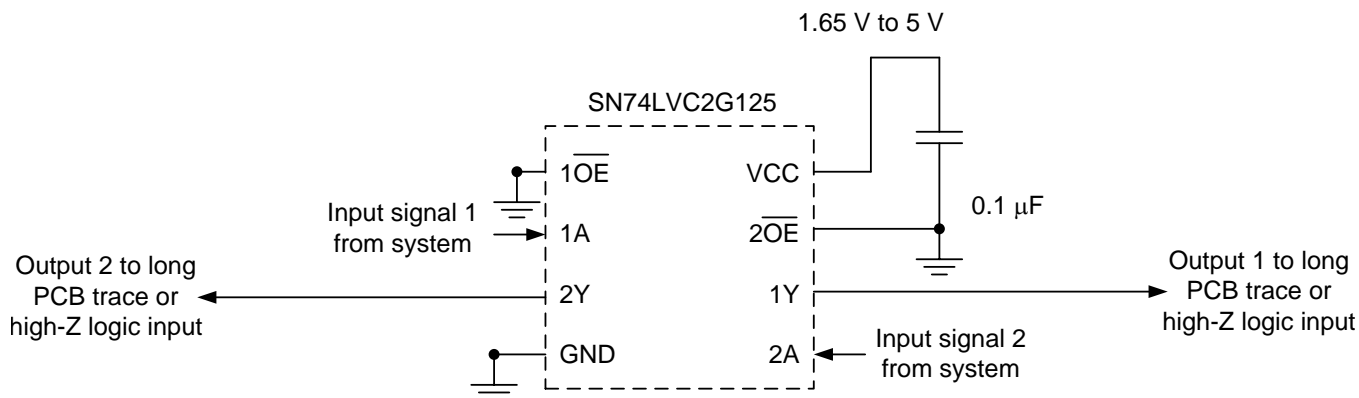 1.65 V to 5 V
SN74LVC2G125
1O̅E̅
VCC
Input signal 1
from system
1A
2O̅E̅
0.1 μF
Output 2 to long
PCB trace or
high-Z logic input
2Y
1Y
Output 1 to long
PCB trace or
high-Z logic input
GND
2A
Input signal 2
from system